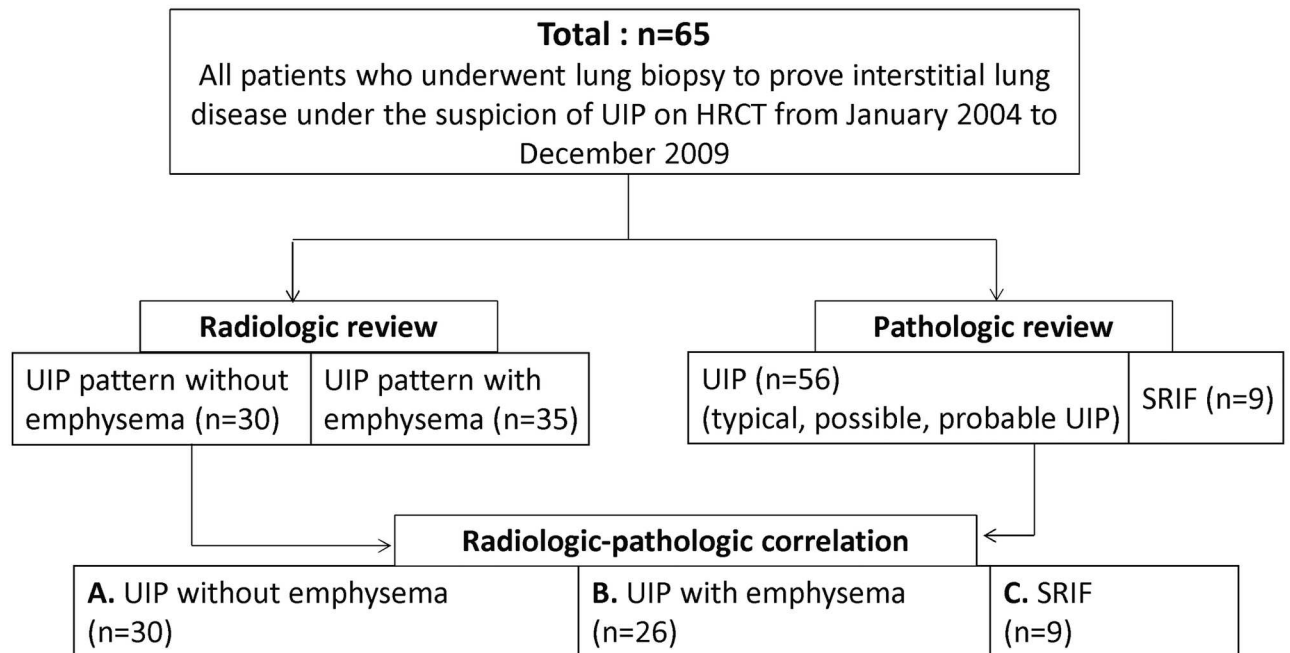 Total : n=65
All patients who underwent lung biopsy to prove interstitial lung
disease under the suspicion of UIP on HRCT from January 2004 to
December 2009
Radiologic review
UIP pattern without
emphysema (n=30)
UIP pattern with
emphysema (n=35)
Pathologic review
UIP (n=56)
(typical, possible, probable UIP)
SRIF (n=9)
Radiologic-pathologic correlation
A. UIP without emphysema
(n=30)
B. UIP with emphysema
(n=26)
C. SRIF
(n=9)